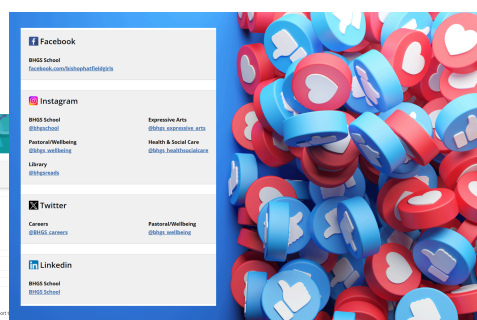 Facebook
BHGS School
facebook.com/bishophatfieldgirls
Instagram
BHGS School
@bhgschool
Expressive Arts
@bhgs_expressive_arts
Pastoral/Wellbeing
@bhgs_wellbeing
Health & Social Care
@bhgs_healthsocialcare
Library
@bhgsreads
Twitter
Careers
@BHGS_careers
Pastoral/Wellbeing
@bhgs_wellbeing
Linkedin
BHGS School
BHGS School